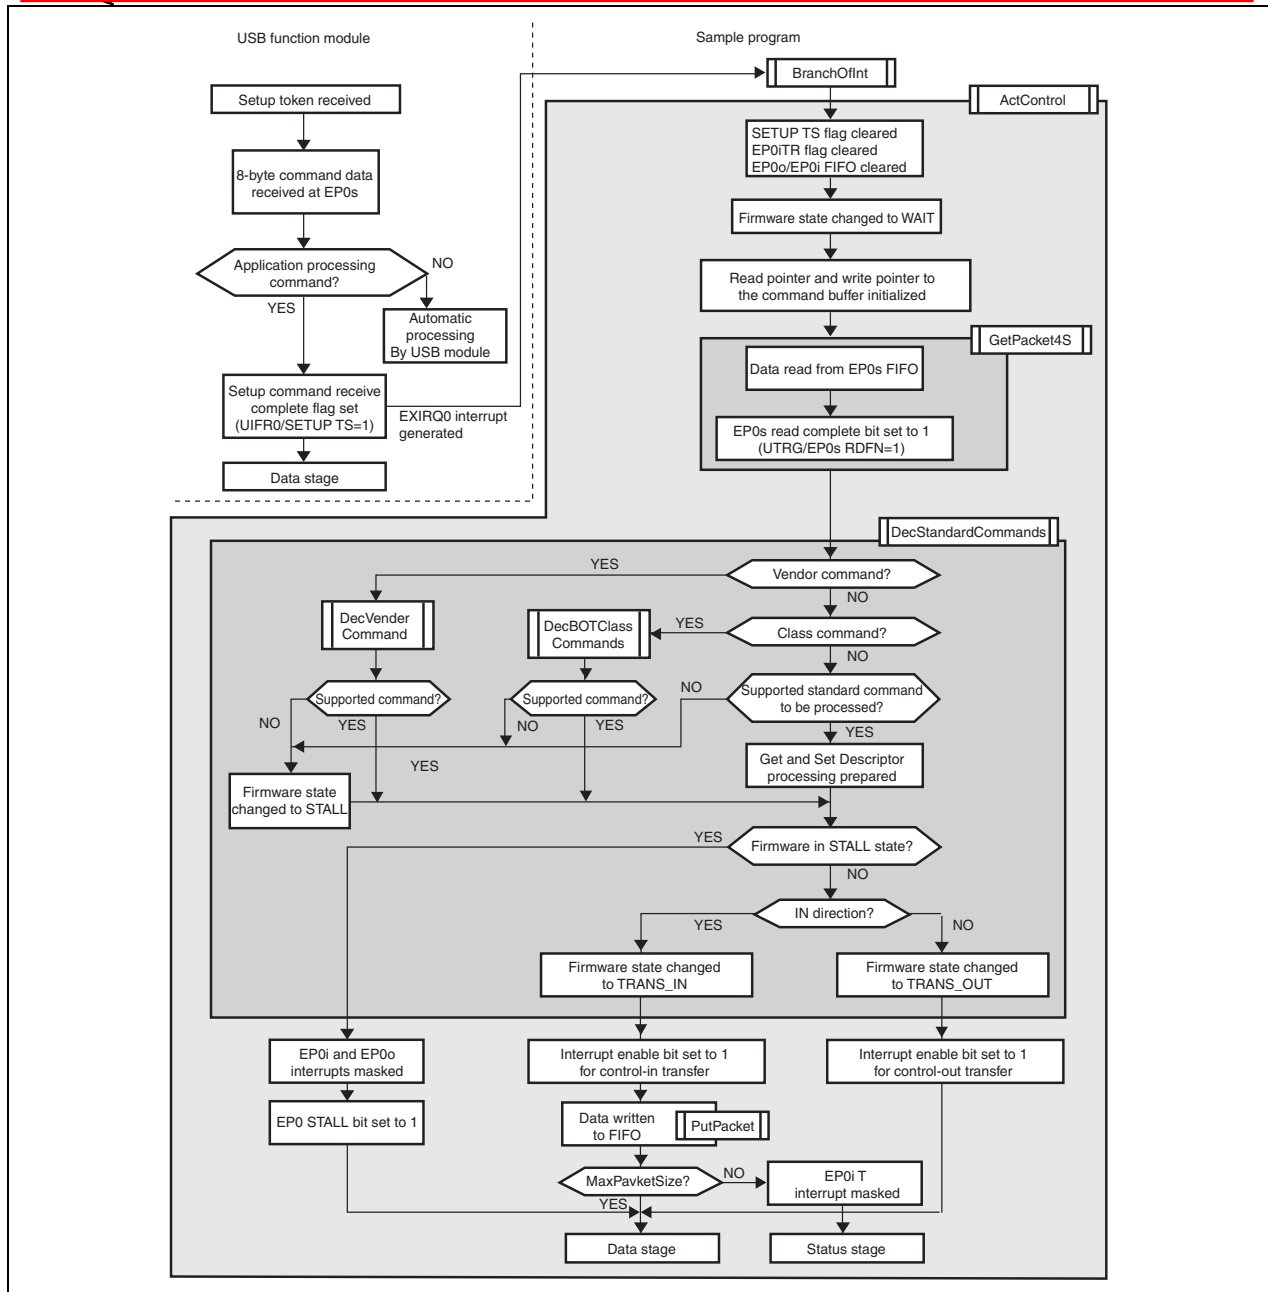 USB function module
Sample program
Setup token received
8-byte command data
received at EP0s
Application processing
command?
NO
YES
Automatic
processing
By USB module
Setup command receive
complete flag set
(UIFR0/SETUP TS=1)
EXIRQ0 interrupt
generated
Data stage
BranchOfInt
ActControl
SETUP TS flag cleared
EP0iTR flag cleared
EP0o/EP0i FIFO cleared
Firmware state changed to WAIT
Read pointer and write pointer to
the command buffer initialized
GetPacket4S
Data read from EP0s FIFO
EP0s read complete bit set to 1
(UTRG/EP0s RDFN=1)
DecStandardCommands
Vendor command?
YES
NO
DecVender
Command
DecBOTClass
Commands
YES
Class command?
NO
Supported command?
Supported command?
NO
Supported standard command
to be processed?
NO
YES
NO
YES
YES
YES
Get and Set Descriptor
processing prepared
Firmware state
changed to STALL
YES
Firmware in STALL state?
NO
IN direction?
YES
NO
Firmware state changed
to TRANS_IN
Firmware state changed
to TRANS_OUT
EP0i and EP0o
interrupts masked
Interrupt enable bit set to 1
for control-in transfer
Interrupt enable bit set to 1
for control-out transfer
EP0 STALL bit set to 1
Data written
to FIFO
PutPacket
MaxPavketSize?
NO
EP0i T
interrupt masked
YES
Data stage
Status stage